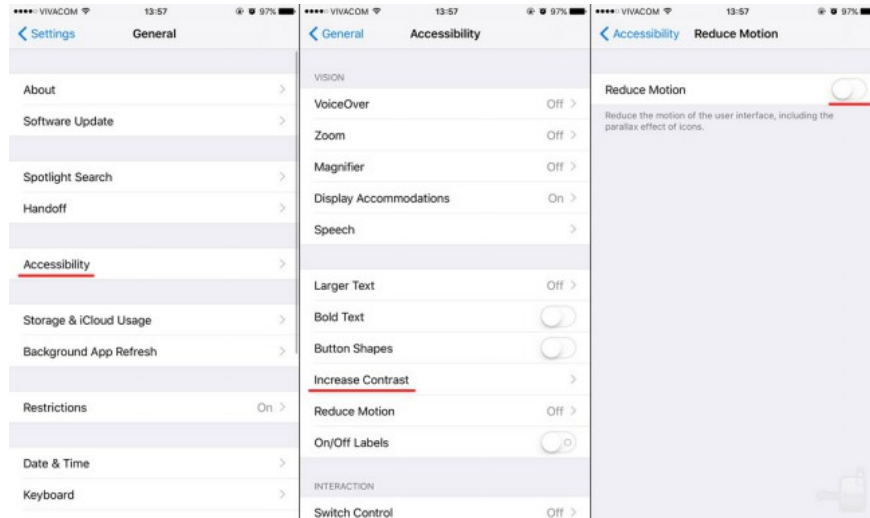 VIVACOM 13:57 97%
Settings General
About
Software Update
Spotlight Search
Handoff
Accessibility
Storage & iCloud Usage
Background App Refresh
Restrictions On
Date & Time
Keyboard
VIVACOM 13:57 97%
General Accessibility
VISION
VoiceOver Off
Zoom Off
Magnifier Off
Display Accommodations On
Speech
Larger Text Off
Bold Text
Button Shapes
Increase Contrast
Reduce Motion Off
On/Off Labels
INTERACTION
Switch Control Off
VIVACOM 13:57 97%
Accessibility Reduce Motion
Reduce Motion
Reduce the motion of the user interface, including the
parallax effect of icons.